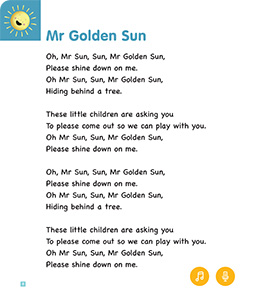 Mr Golden Sun
Oh, Mr Sun, Sun, Mr Golden Sun,
Please shine down on me.
Oh Mr Sun, Sun, Mr Golden Sun,
Hiding behind a tree.
These little children are asking you
To please come out so we can play with you.
Oh Mr Sun, Sun, Mr Golden Sun,
Please shine down on me.
Oh, Mr Sun, Sun, Mr Golden Sun,
Please shine down on me.
Oh Mr Sun, Sun, Mr Golden Sun,
Hiding behind a tree.
These little children are asking you
To please come out so we can play with you.
Oh Mr Sun, Sun, Mr Golden Sun,
Please shine down on me.